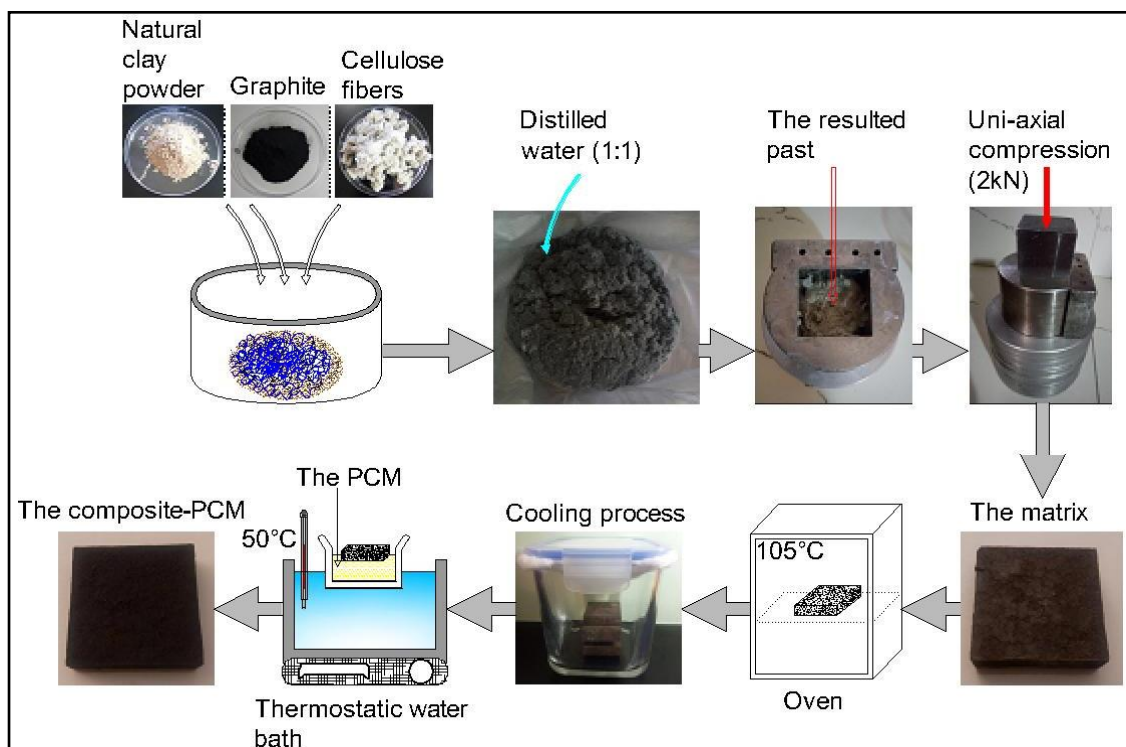 Natural
clay
powder
Graphite
Cellulose
fibers
Distilled
water (1:1)
The resulted
past
Uni-axial
compression
(2kN)
The PCM
The composite-PCM
50°C
Cooling process
105°C
The matrix
Oven
Thermostatic water
bath